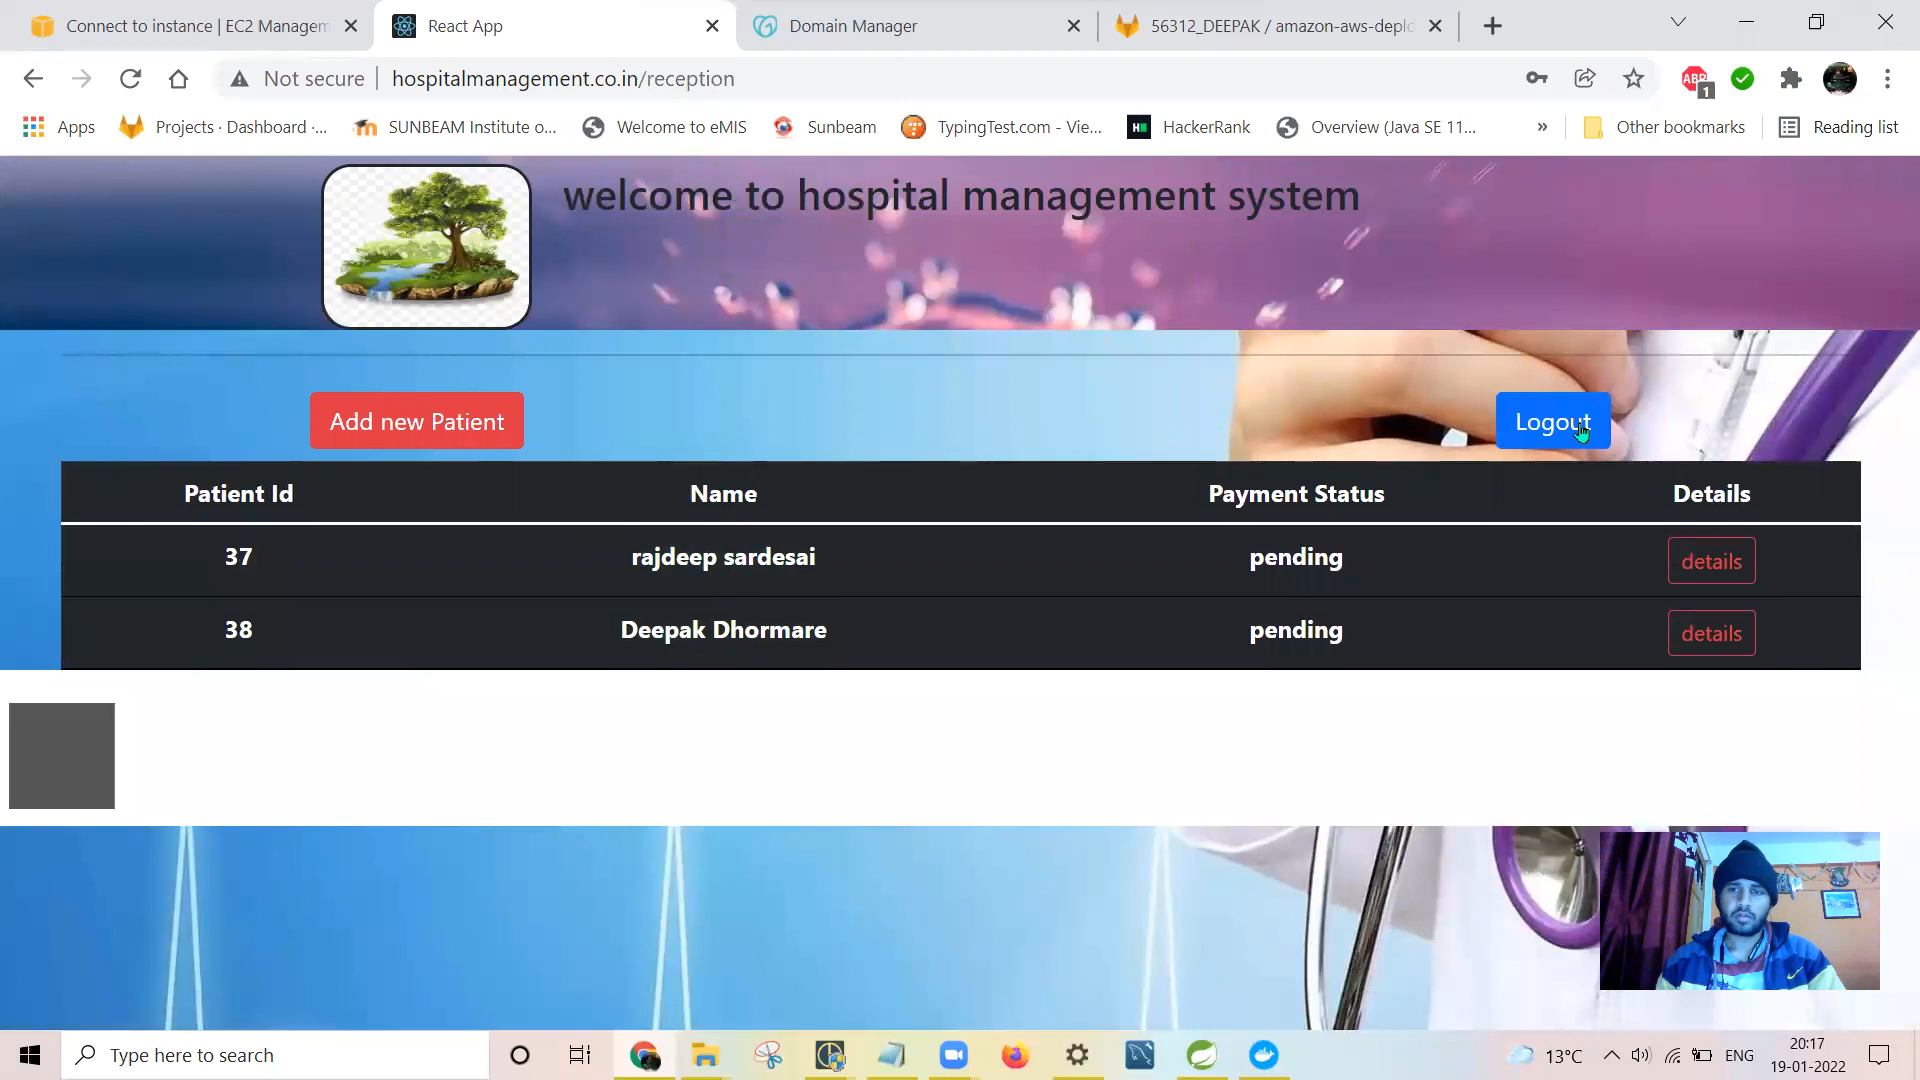 Connect to instance | EC2 Managem
React App
Domain Manager
56312_DEEPAK / amazon-aws-deplo
Not secure
hospitalmanagement.co.in/reception
ABP
1
Apps
Projects · Dashboard ·...
SUNBEAM Institute o...
Welcome to eMIS
Sunbeam
TypingTest.com - Vie...
HackerRank
Overview (Java SE 11...
»
Other bookmarks
Reading list
welcome to hospital management system
Add new Patient
Logout
Patient Id Name Payment Status Details
37 rajdeep sardesai pending details
38 Deepak Dhormare pending details
Type here to search
13°C
ENG
20:17
19-01-2022